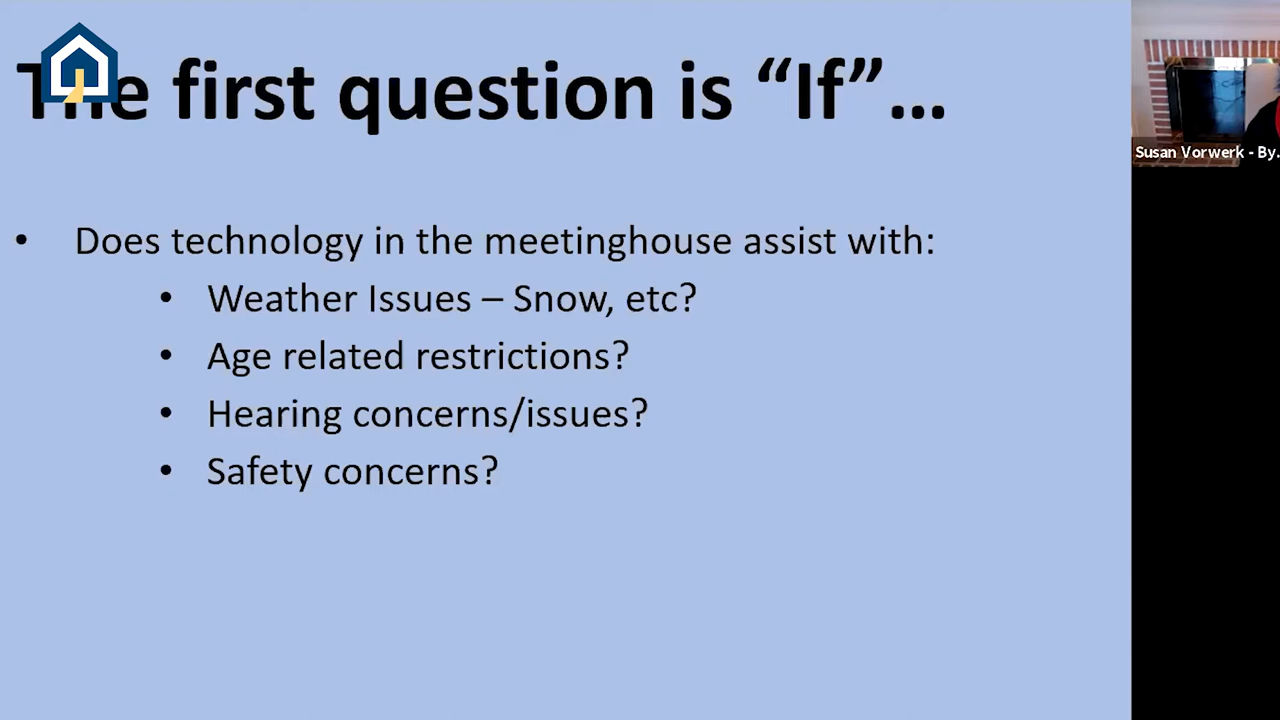 The first question is “If”...
• Does technology in the meetinghouse assist with:
• Weather Issues – Snow, etc?
• Age related restrictions?
• Hearing concerns/issues?
• Safety concerns?
Susan Vorwerk - By...